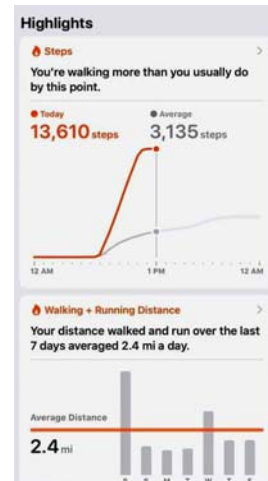 Highlights
Steps
You're walking more than you usually do
by this point.
Today Average
13,610 steps 3,135 steps
12 AM 1 PM 12 AM
Walking + Running Distance
Your distance walked and run over the last
7 days averaged 2.4 mi a day.
Average Distance
2.4 mi
S S M T W T F